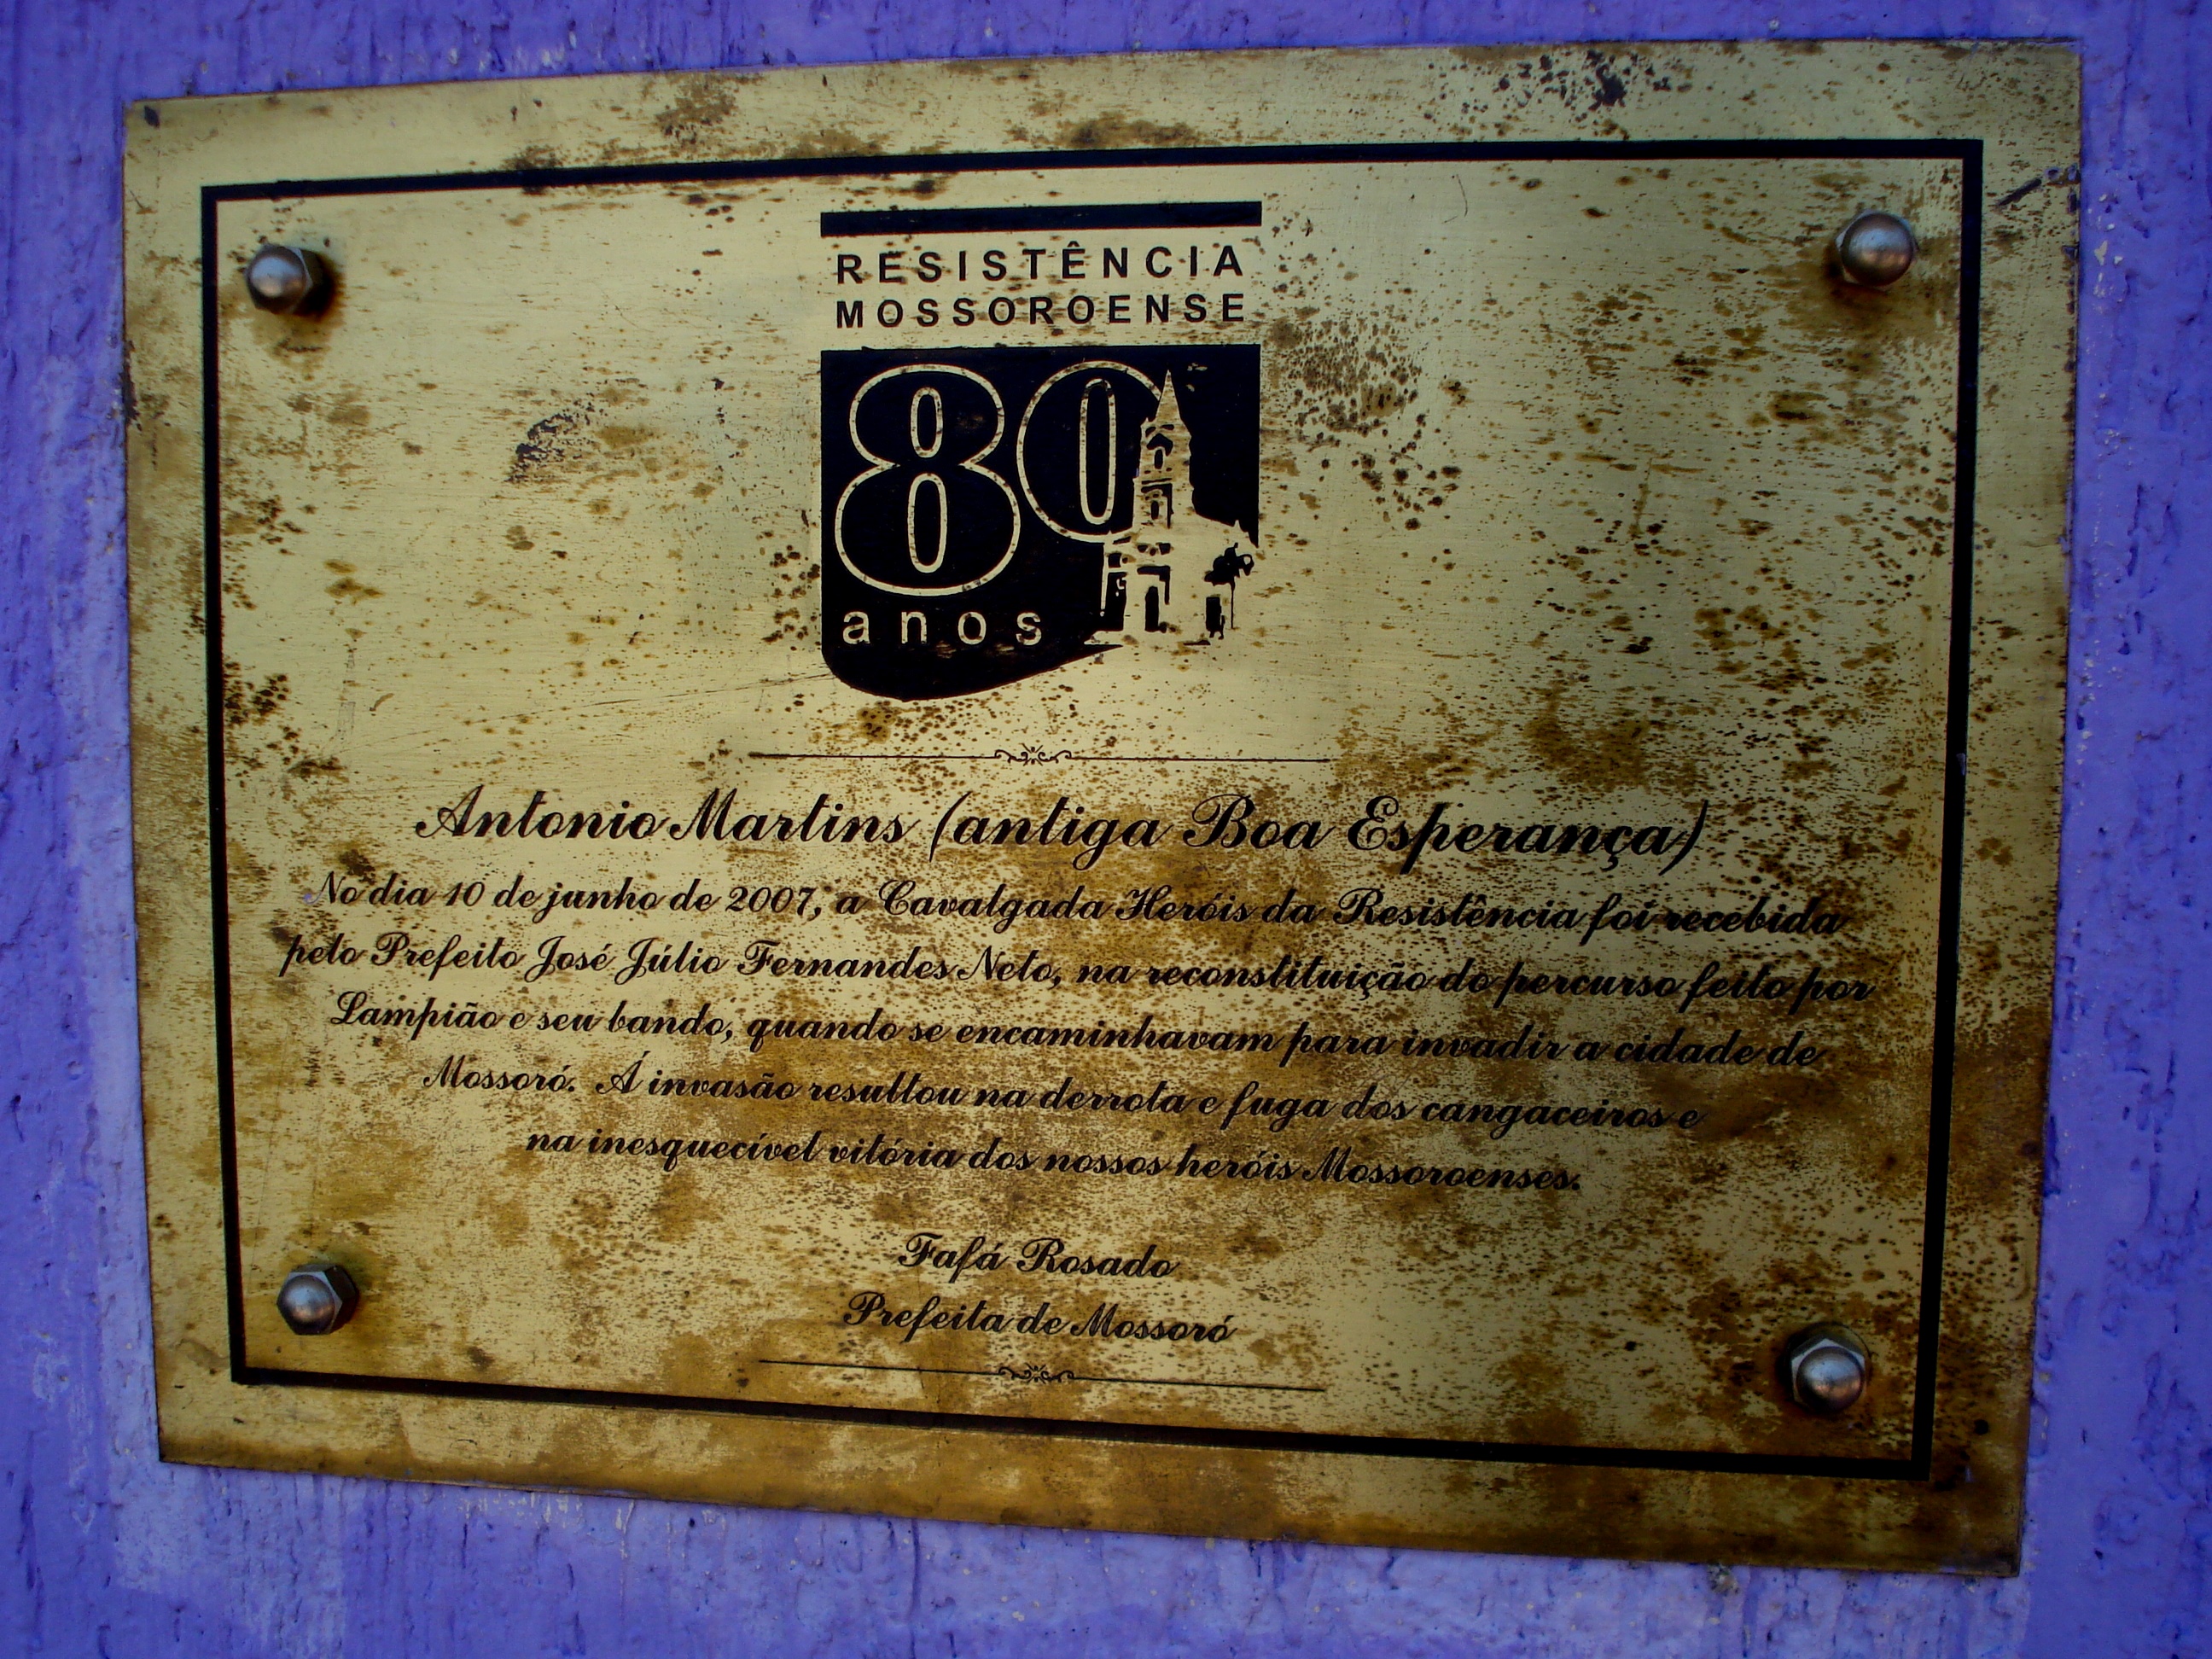 RESISTÊNCIA
MOSSOROENSE
80
anos
Antonio Martins (antiga Boa Esperança)
No dia 10 de junho de 2007, a Cavalgada Heróis da Resistência foi recebida
pelo Prefeito José Júlio Fernandes Neto, na reconstituição do percurso feito por
Lampião e seu bando, quando se encaminhavam para invadir a cidade de
Mossoró. Á invasão resultou na derrota e fuga dos cangaceiros e
na inesquecível vitória dos nossos heróis Mossoroenses.
Fafá Rosado
Prefeita de Mossoró